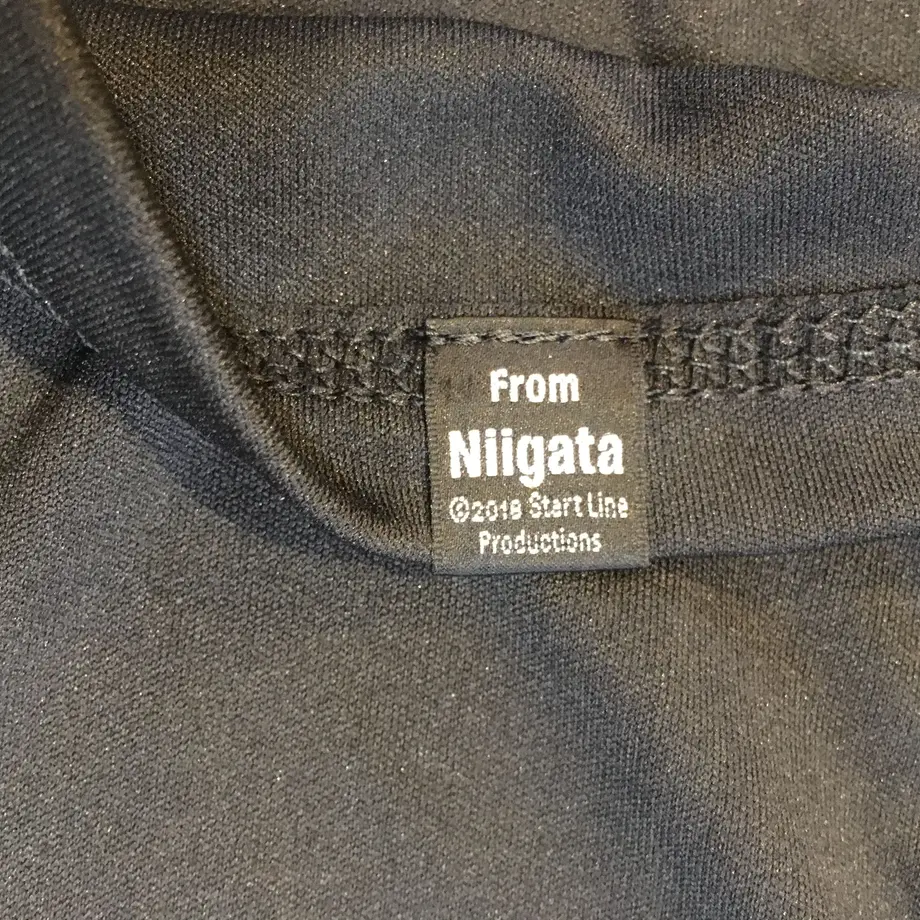 From
Niigata
©2018 Start Line
Productions